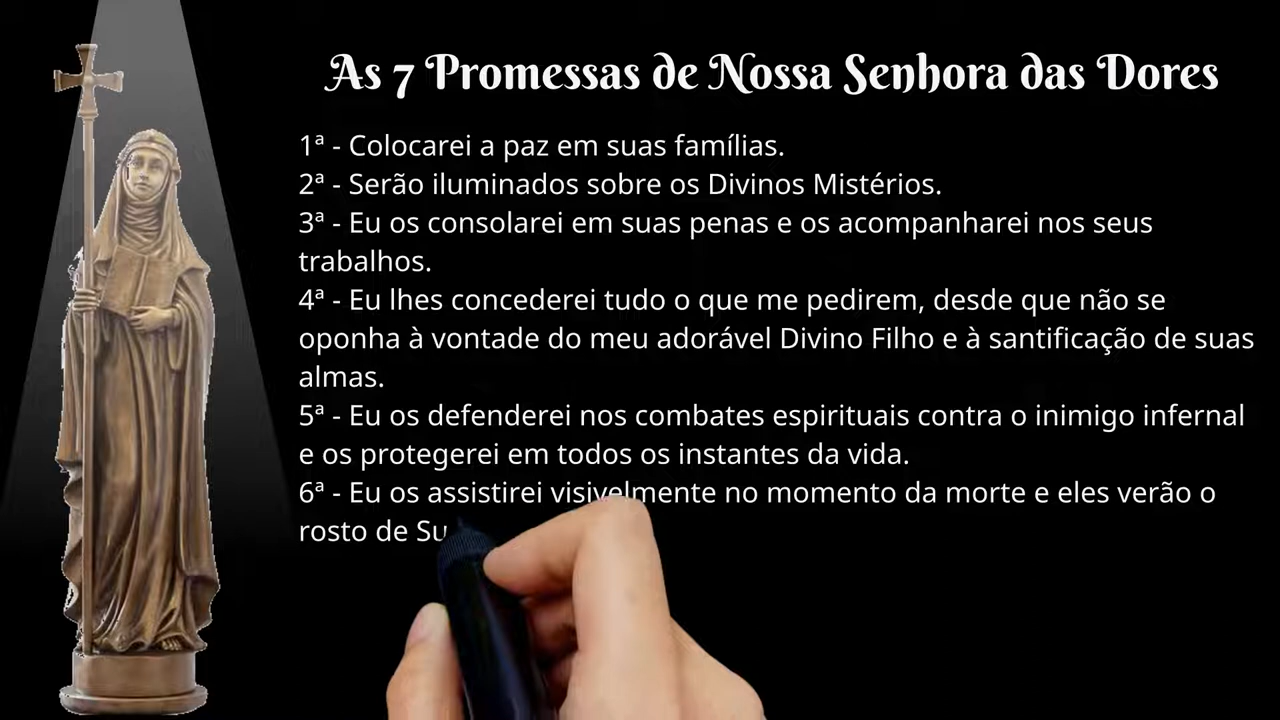 As 7 Promessas de Nossa Senhora das Dores
1ª - Colocarei a paz em suas famílias.
2ª - Serão iluminados sobre os Divinos Mistérios.
3ª - Eu os consolarei em suas penas e os acompanharei nos seus
trabalhos.
4ª - Eu lhes concederei tudo o que me pedirem, desde que não se
oponha à vontade do meu adorável Divino Filho e à santificação de suas
almas.
5ª - Eu os defenderei nos combates espirituais contra o inimigo infernal
e os protegerei em todos os instantes da vida.
6ª - Eu os assistirei visivelmente no momento da morte e eles verão o
rosto de Su